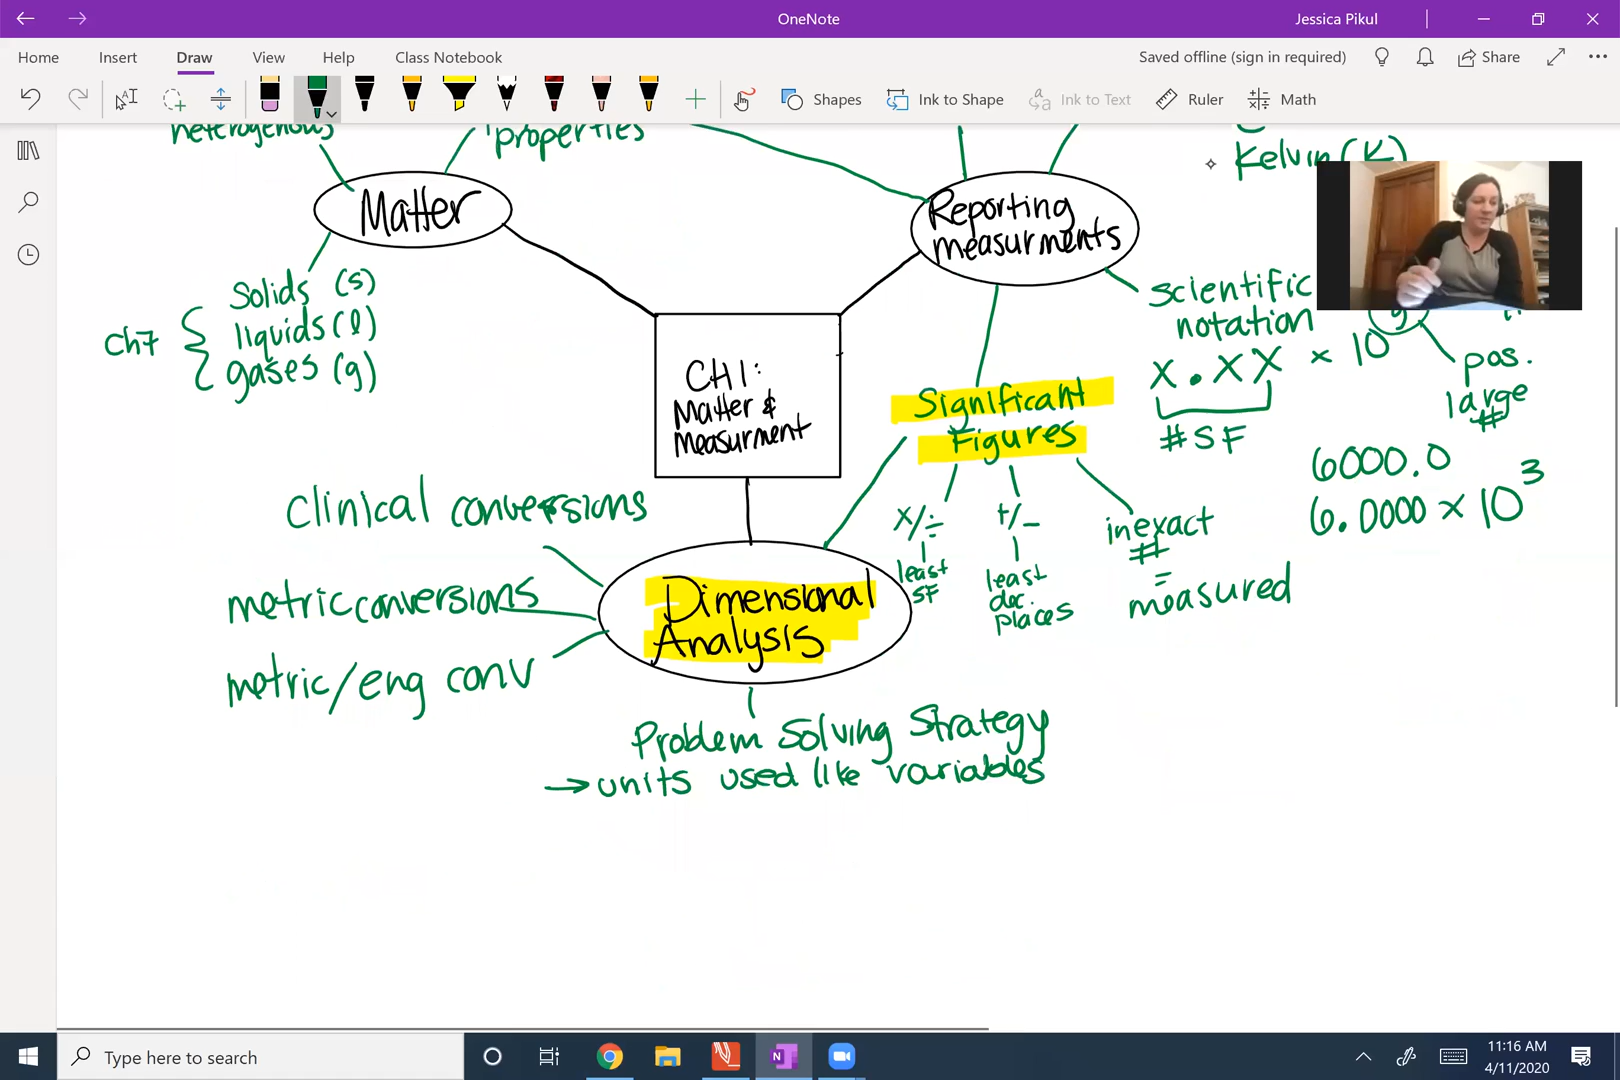 OneNote
Jessica Pikul
Home Insert Draw View Help Class Notebook
Saved offline (sign in required)
Share
Shapes
Ink to Shape
Ink to Text
Ruler
Math
heterogenous
properties
Kelvin (K)
Matter
Reporting
measurments
Solids (s)
liquids (l)
gases (g)
Ch7
scientific
notation
x.xx × 10
#SF
pos.
large
#
CH 1:
Matter &
Measurment
Significant
Figures
6000.0
6.0000 × 10³
x/÷
least
SF
+/-
least
dec.
places
inexact
#
=
measured
Clinical conversions
metric conversions
metric/eng conv
Dimensional
Analysis
Problem Solving Strategy
→ units used like variables
Type here to search
11:16 AM
4/11/2020